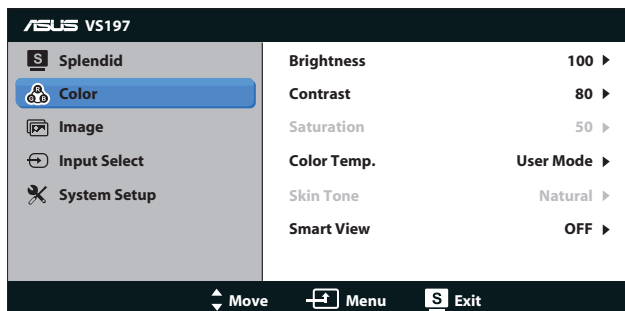 ASUS VS197
S Splendid
R G B Color
Image
Input Select
System Setup
Brightness 100
Contrast 80
Saturation 50
Color Temp. User Mode
Skin Tone Natural
Smart View OFF
Move Menu S Exit